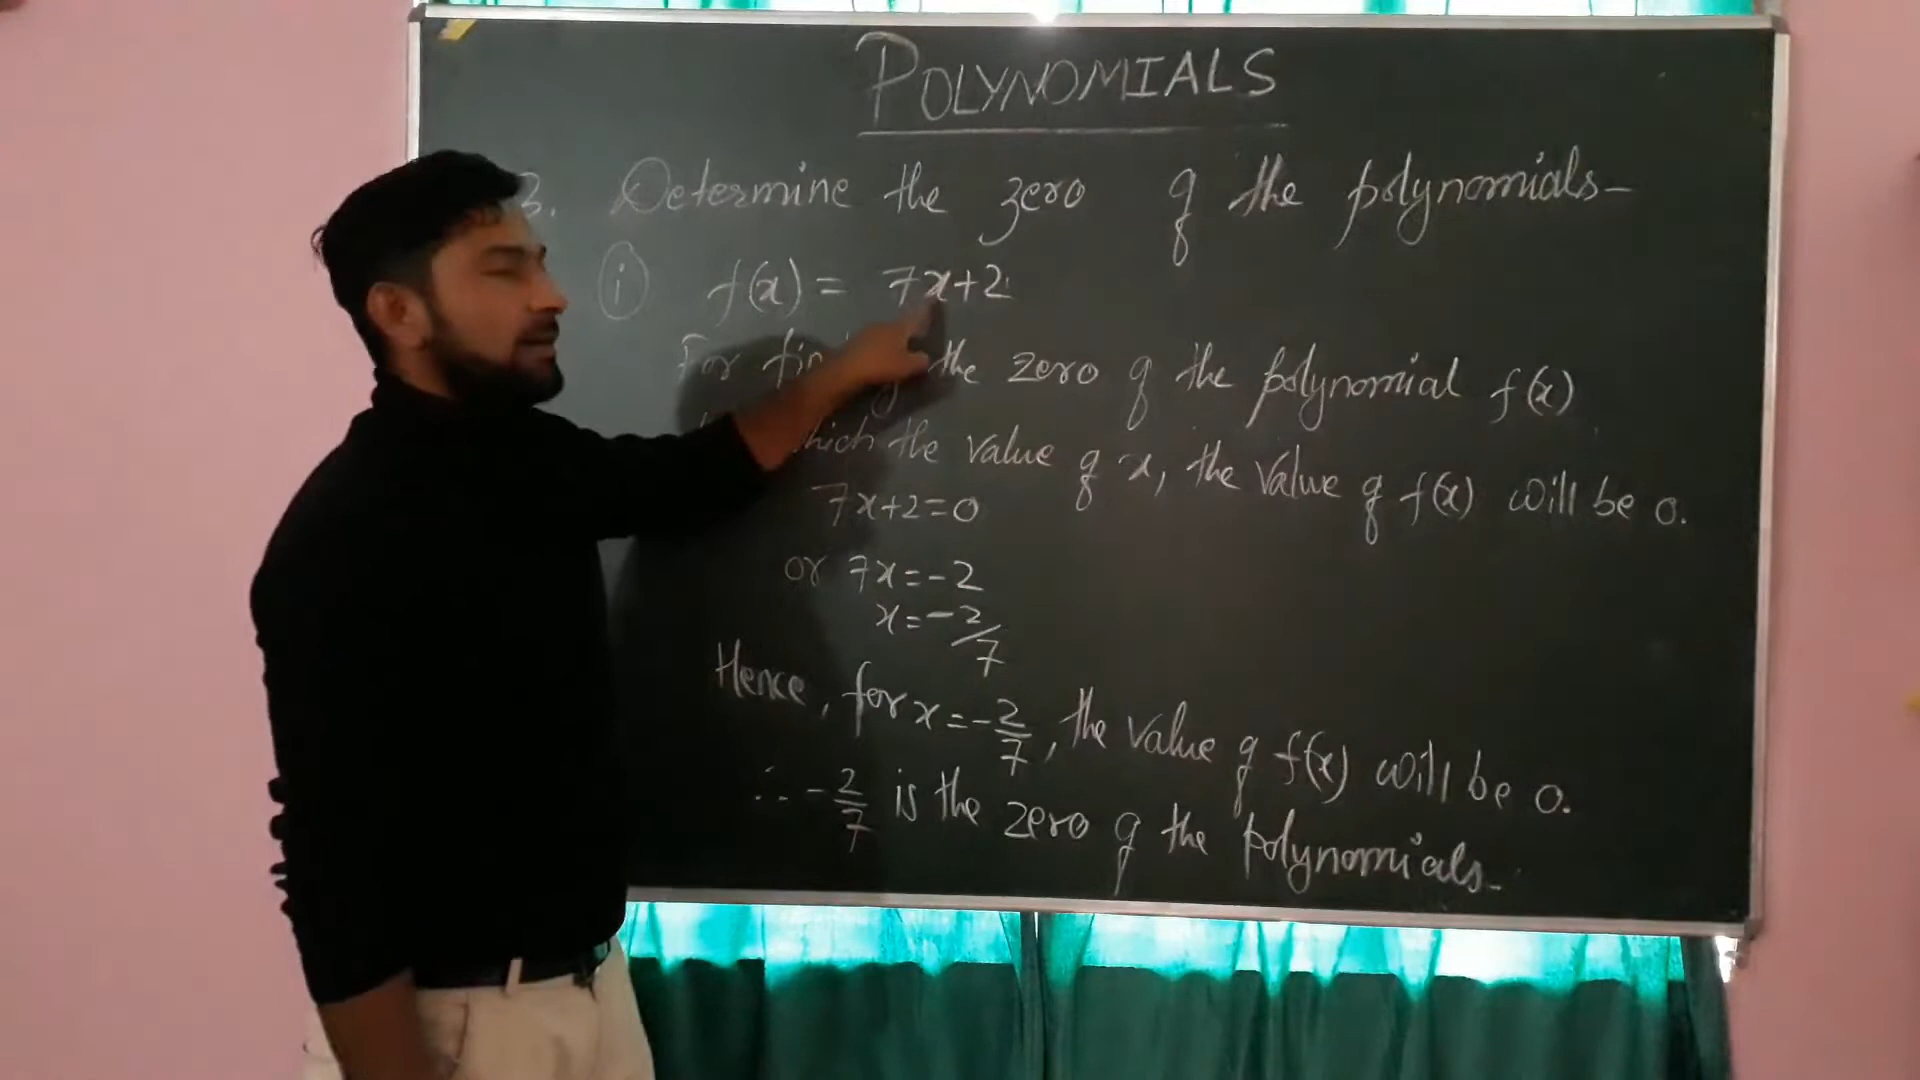 POLYNOMIALS
3. Determine the zero of the polynomials-
(i) f(x) = 7x+2
For the zero of the polynomial f(x)
which the value of x, the value of f(x) will be 0.
7x+2=0
or 7x=-2
x=-2/7
Hence, for x=-2/7, the value of f(x) will be 0.
∴ -2/7 is the zero of the polynomials.